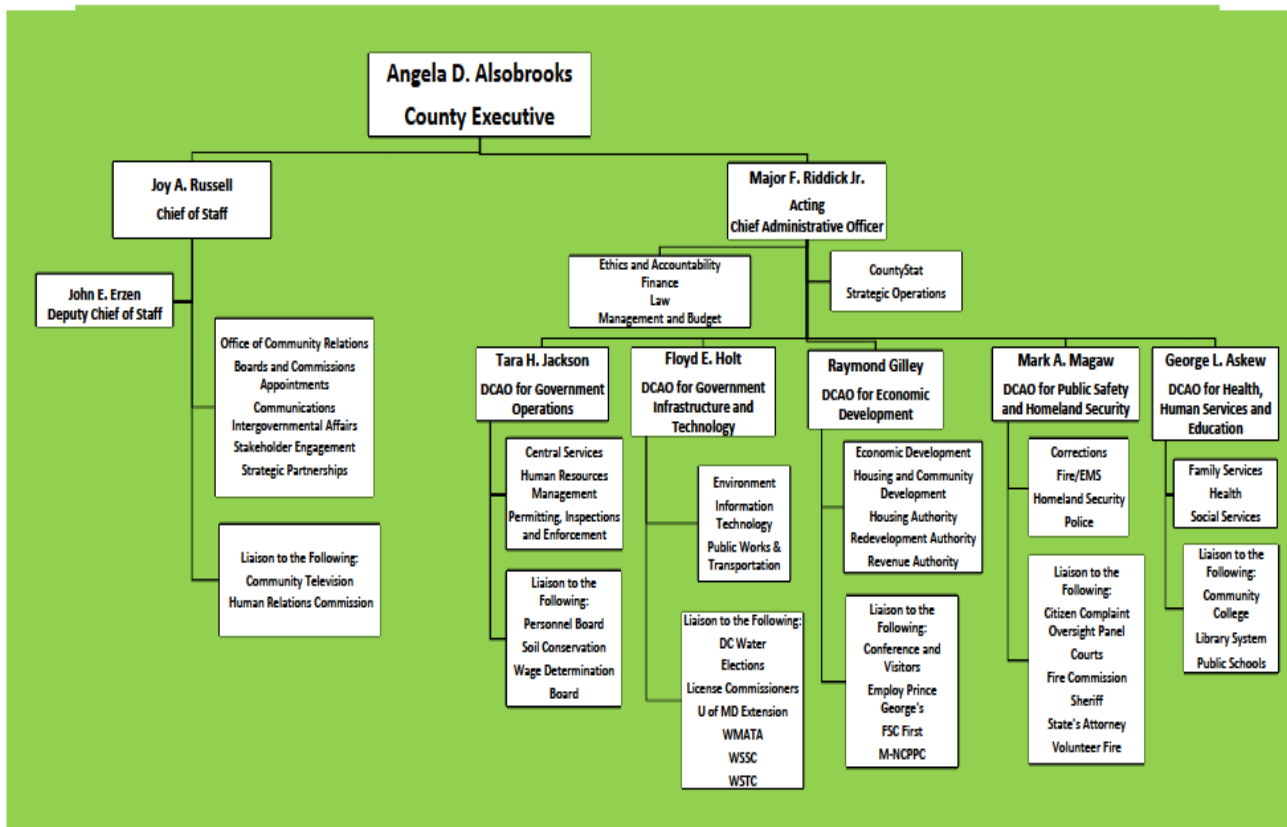 Angela D. Alsobrooks
County Executive
Joy A. Russell
Chief of Staff
Major F. Riddick Jr.
Acting
Chief Administrative Officer
John E. Erzen
Deputy Chief of Staff
Ethics and Accountability
Finance
Law
Management and Budget
CountyStat
Strategic Operations
Office of Community Relations
Boards and Commissions
Appointments
Communications
Intergovernmental Affairs
Stakeholder Engagement
Strategic Partnerships
Liaison to the Following:
Community Television
Human Relations Commission
Tara H. Jackson
DCAO for Government
Operations
Central Services
Human Resources
Management
Permitting, Inspections
and Enforcement
Liaison to the
Following:
Personnel Board
Soil Conservation
Wage Determination
Board
Floyd E. Holt
DCAO for Government
Infrastructure and
Technology
Environment
Information
Technology
Public Works &
Transportation
Liaison to the Following:
DC Water
Elections
License Commissioners
U of MD Extension
WMATA
WSSC
WSTC
Raymond Gilley
DCAO for Economic
Development
Economic Development
Housing and Community
Development
Housing Authority
Redevelopment Authority
Revenue Authority
Liaison to the
Following:
Conference and
Visitors
Employ Prince
George's
FSC First
M-NCPPC
Mark A. Magaw
DCAO for Public Safety
and Homeland Security
Corrections
Fire/EMS
Homeland Security
Police
Liaison to the
Following:
Citizen Complaint
Oversight Panel
Courts
Fire Commission
Sheriff
State's Attorney
Volunteer Fire
George L. Askew
DCAO for Health,
Human Services and
Education
Family Services
Health
Social Services
Liaison to the
Following:
Community
College
Library System
Public Schools